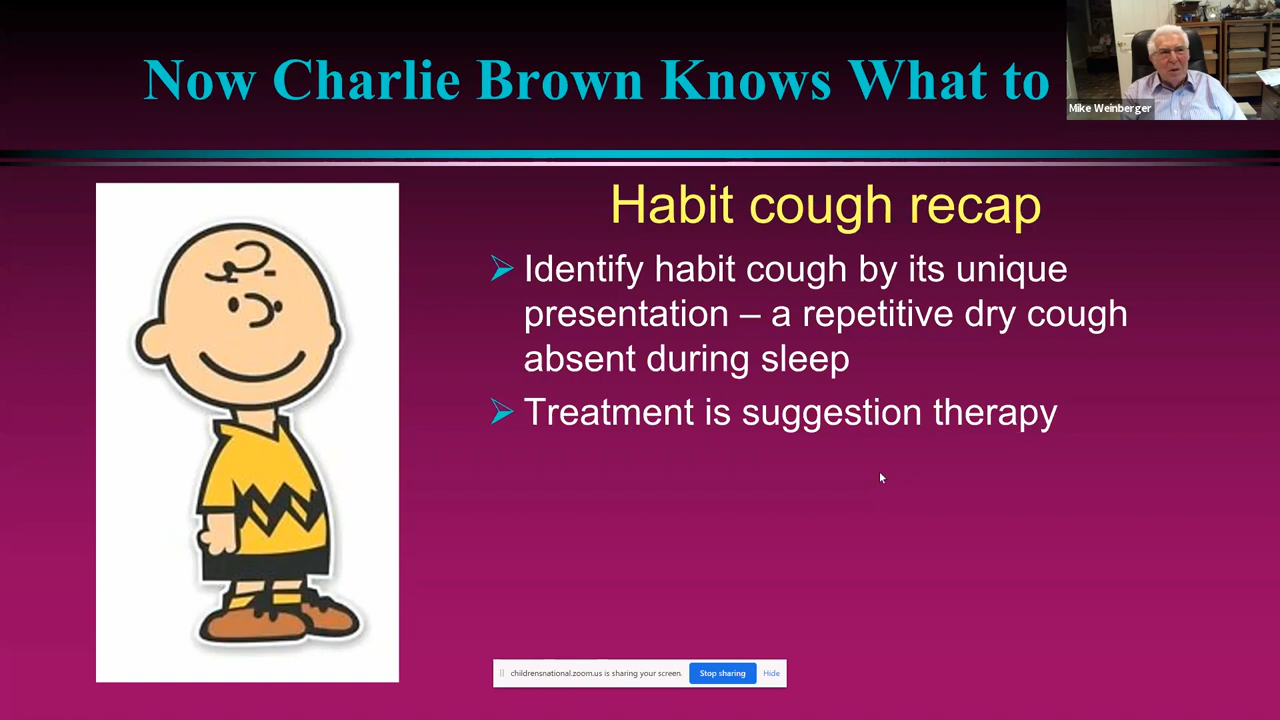 Now Charlie Brown Knows What to
Mike Weinberger
Habit cough recap
Identify habit cough by its unique
presentation – a repetitive dry cough
absent during sleep
Treatment is suggestion therapy
childrensnational.zoom.us is sharing your screen.
Stop sharing
Hide